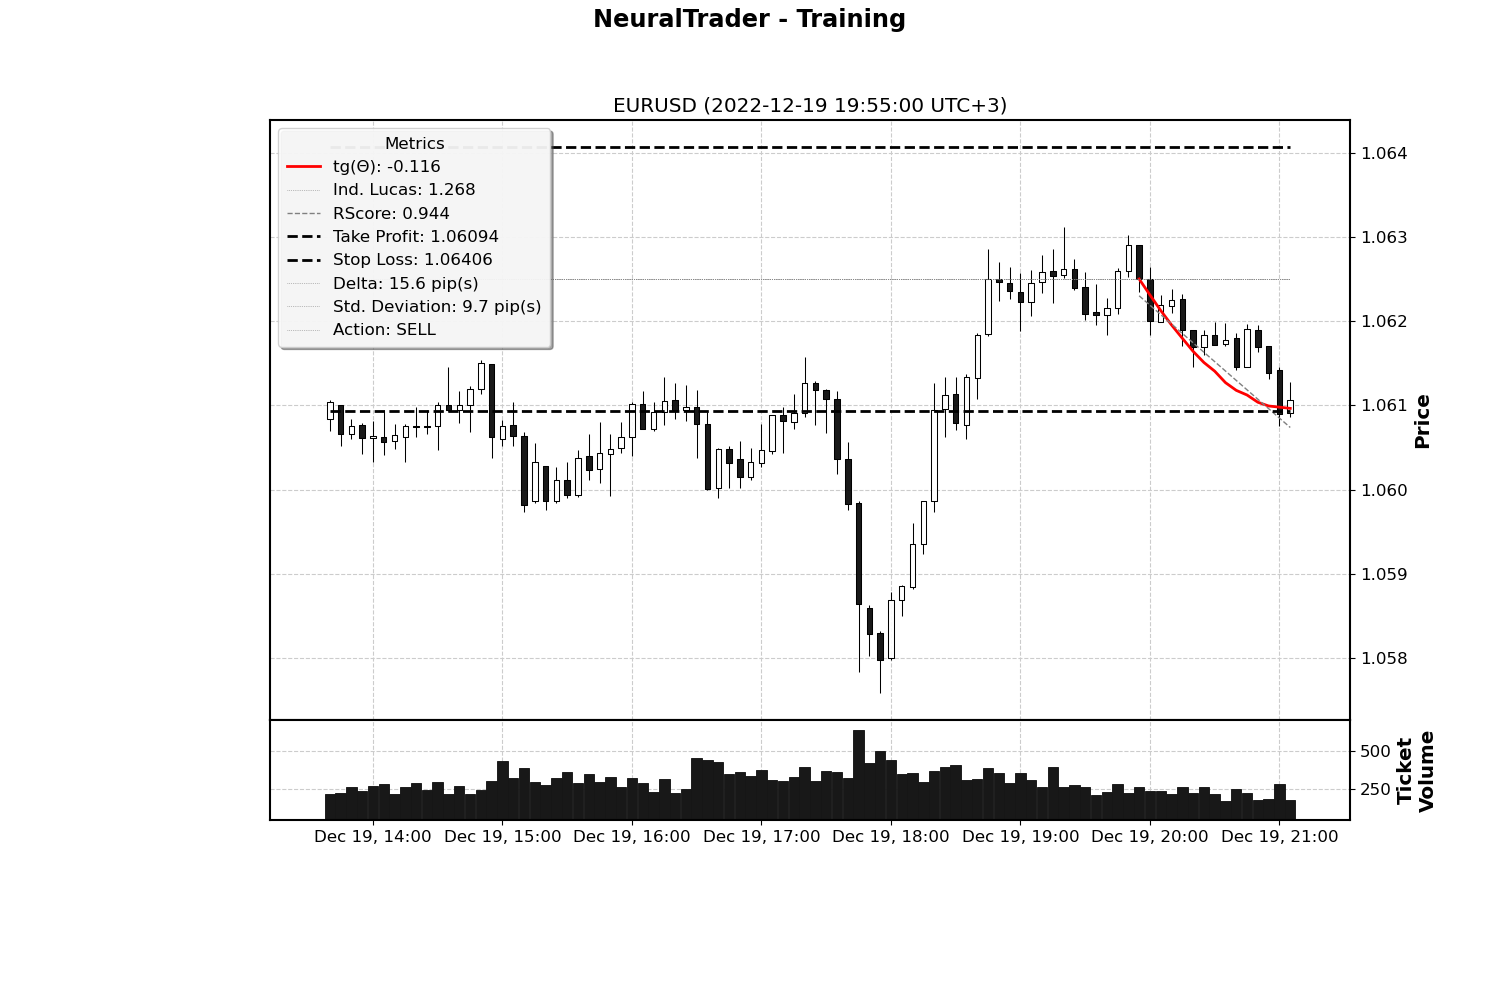 NeuralTrader - Training
EURUSD (2022-12-19 19:55:00 UTC+3)
Metrics
tg(Θ): -0.116
Ind. Lucas: 1.268
RScore: 0.944
Take Profit: 1.06094
Stop Loss: 1.06406
Delta: 15.6 pip(s)
Std. Deviation: 9.7 pip(s)
Action: SELL
1.064
1.063
1.062
1.061
1.060
1.059
1.058
Price
500
250
Ticket
Volume
Dec 19, 14:00 Dec 19, 15:00 Dec 19, 16:00 Dec 19, 17:00 Dec 19, 18:00 Dec 19, 19:00 Dec 19, 20:00 Dec 19, 21:00